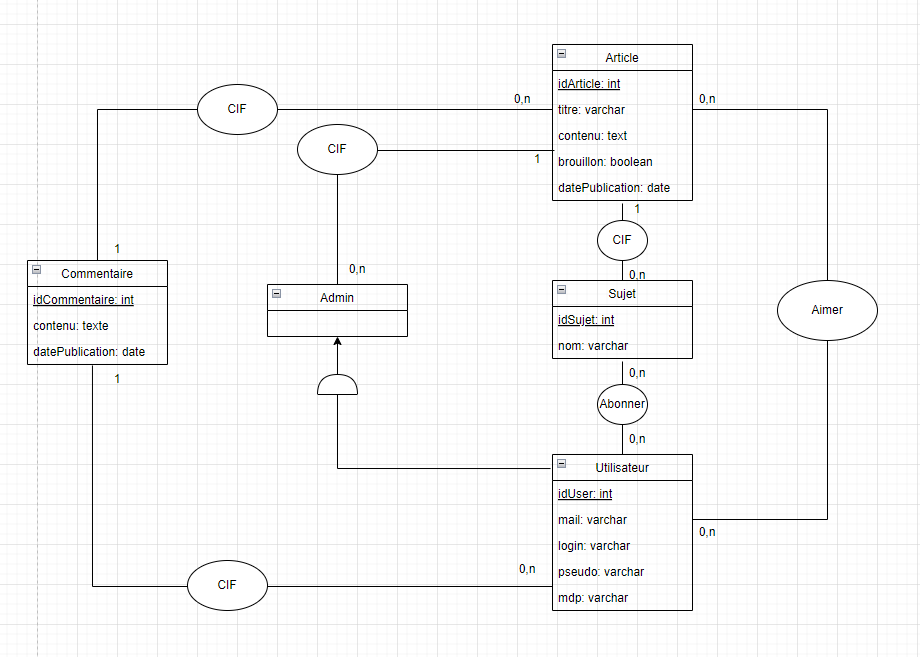 Article
idArticle: int
titre: varchar
contenu: text
brouillon: boolean
datePublication: date
CIF
0,n
0,n
CIF
1
1
CIF
0,n
1
0,n
Commentaire
idCommentaire: int
contenu: texte
datePublication: date
1
Admin
Sujet
idSujet: int
nom: varchar
0,n
Aimer
Abonner
0,n
Utilisateur
idUser: int
mail: varchar
login: varchar
pseudo: varchar
mdp: varchar
0,n
0,n
CIF